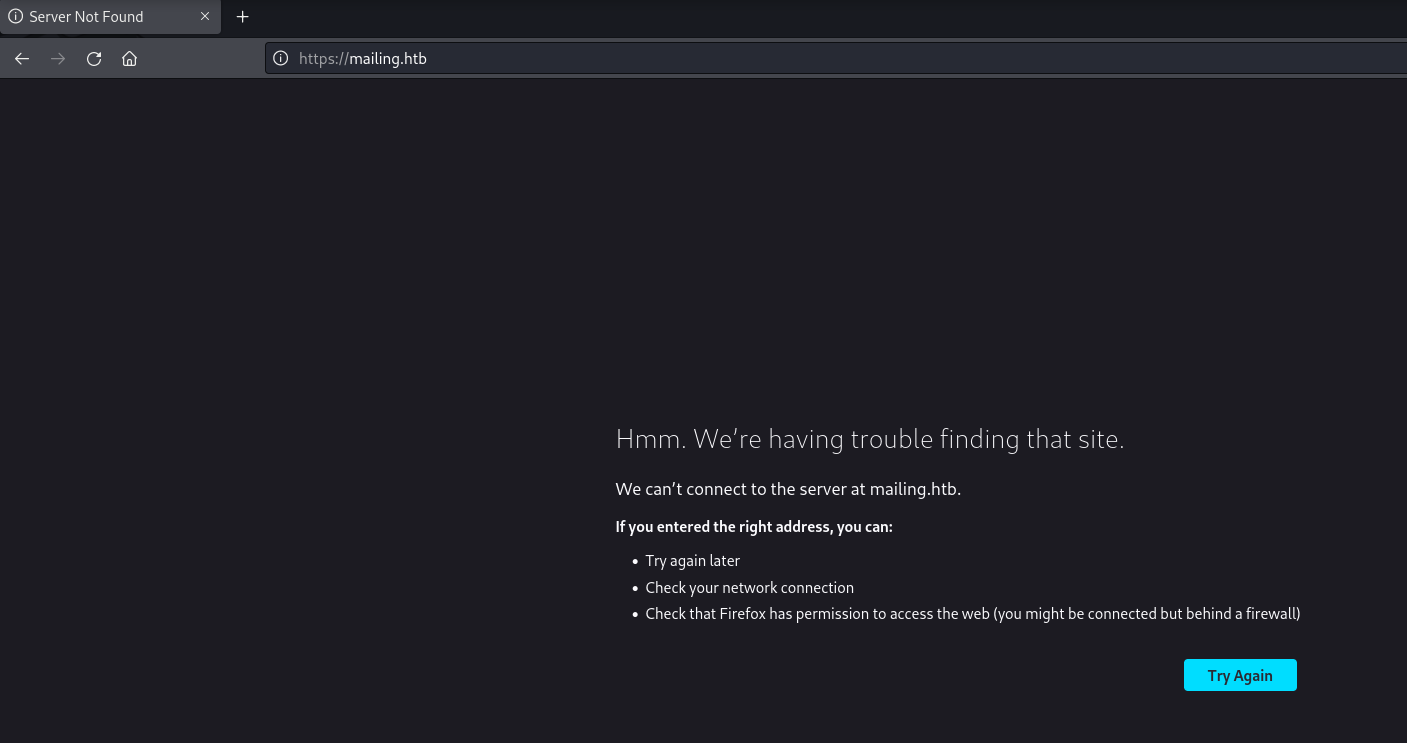 Server Not Found
https://mailing.htb
Hmm. We’re having trouble finding that site.
We can’t connect to the server at mailing.htb.
If you entered the right address, you can:
• Try again later
• Check your network connection
• Check that Firefox has permission to access the web (you might be connected but behind a firewall)
Try Again